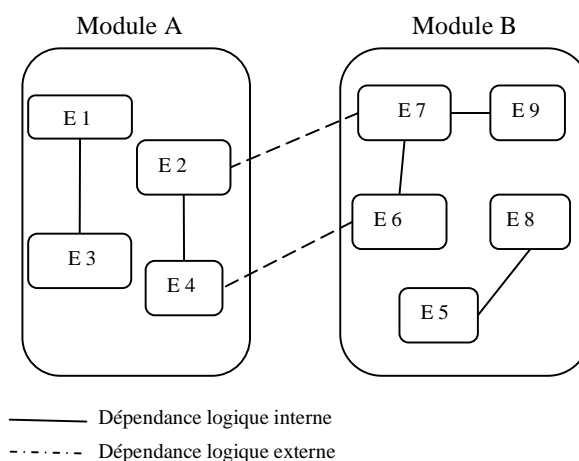 Module A
Module B
E 1
E 2
E 3
E 4
E 7
E 9
E 6
E 8
E 5
Dépendance logique interne
Dépendance logique externe